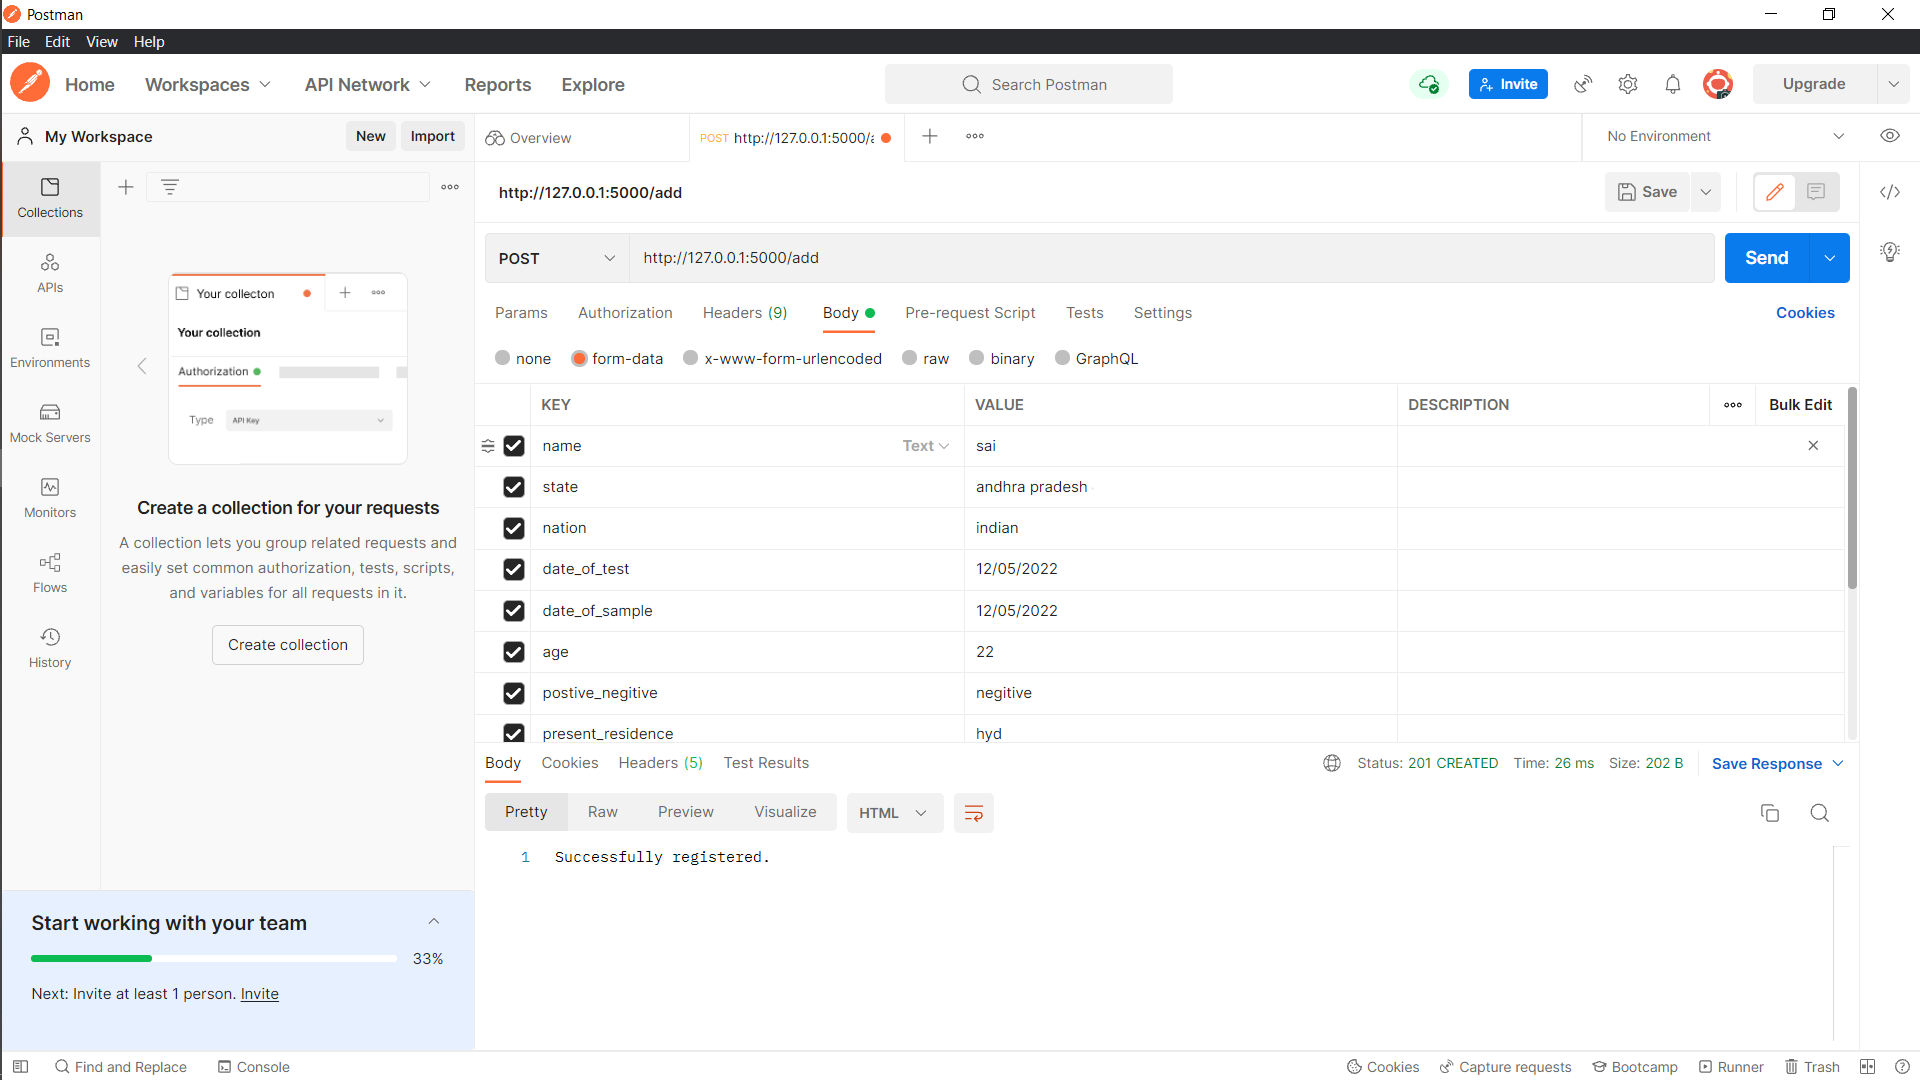 Postman
File Edit View Help
Home Workspaces API Network Reports Explore Search Postman Invite Upgrade
My Workspace New Import Overview POST http://127.0.0.1:5000/a No Environment
Collections
APIs
Environments
Mock Servers
Monitors
Flows
History
Your collecton
Your collection
Authorization
Type API Key
Create a collection for your requests
A collection lets you group related requests and
easily set common authorization, tests, scripts,
and variables for all requests in it.
Create collection
Start working with your team
33%
Next: Invite at least 1 person. Invite
http://127.0.0.1:5000/add Save
POST http://127.0.0.1:5000/add Send
Params Authorization Headers (9) Body Pre-request Script Tests Settings Cookies
none form-data x-www-form-urlencoded raw binary GraphQL
KEY VALUE DESCRIPTION Bulk Edit
name Text sai
state andhra pradesh
nation indian
date_of_test 12/05/2022
date_of_sample 12/05/2022
age 22
postive_negitive negitive
present_residence hyd
Body Cookies Headers (5) Test Results Status: 201 CREATED Time: 26 ms Size: 202 B Save Response
Pretty Raw Preview Visualize HTML
1 Successfully registered.
Find and Replace Console Cookies Capture requests Bootcamp Runner Trash